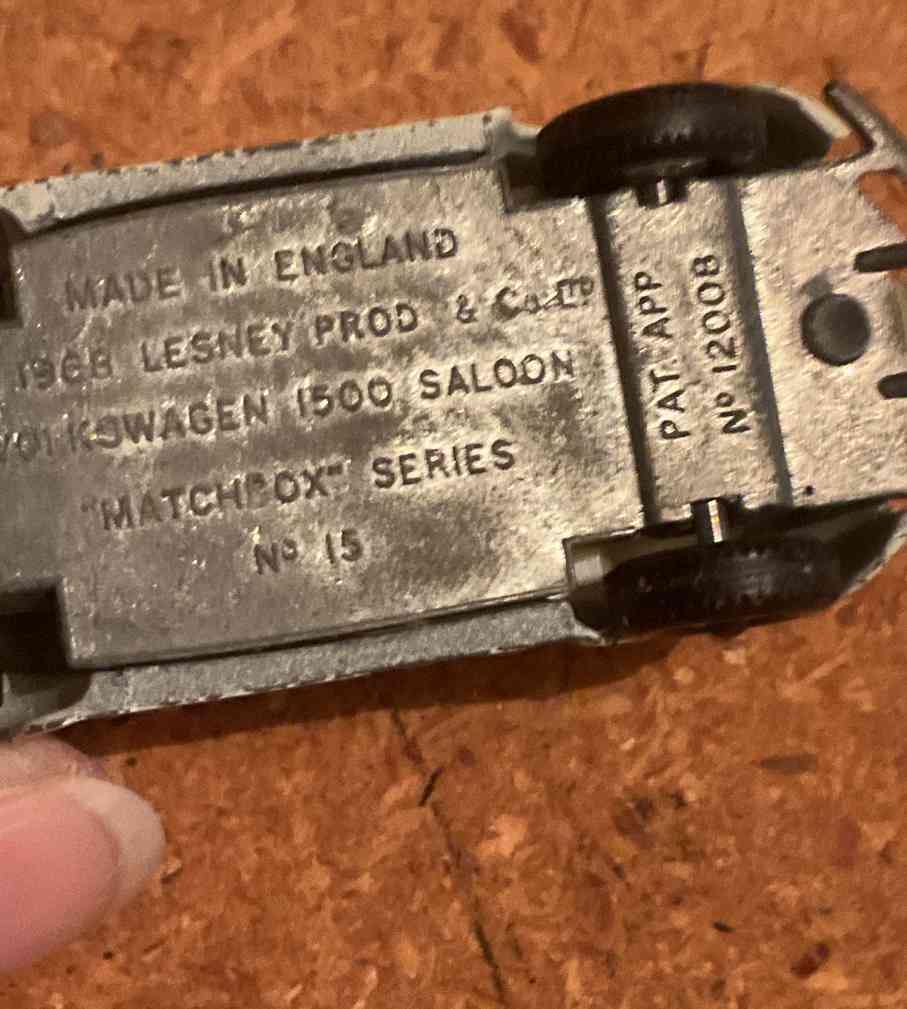 MADE IN ENGLAND
1968 LESNEY PROD & Co. LTD
VOLKSWAGEN 1500 SALOON
"MATCHBOX" SERIES
No 15
PAT. APP
No 12008